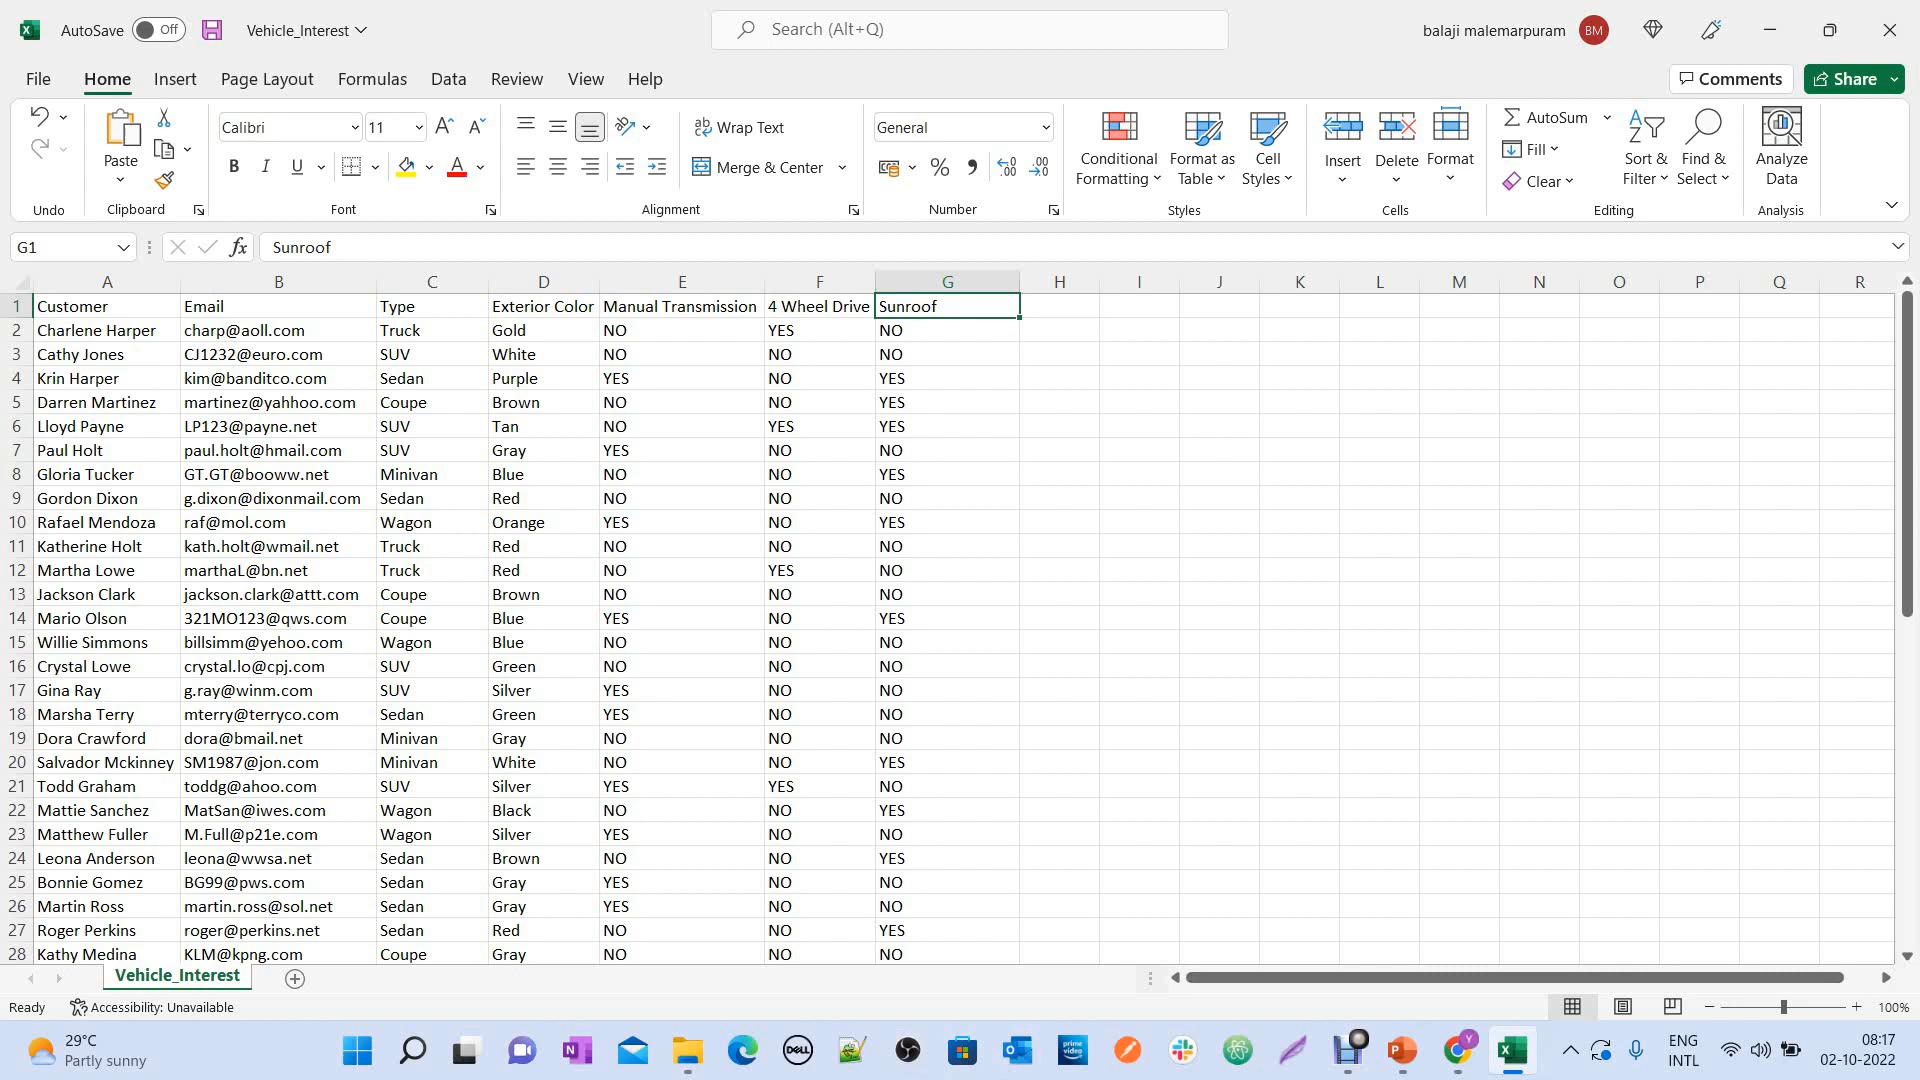 AutoSave Off Vehicle_Interest Search (Alt+Q) balaji malemarpuram BM
File Home Insert Page Layout Formulas Data Review View Help Comments Share
Paste Calibri 11 Wrap Text General Conditional Formatting Format as Table Cell Styles Insert Delete Format AutoSum Fill Clear Sort & Filter Find & Select Analyze Data
B I U A Merge & Center % 9
Undo Clipboard Font Alignment Number Styles Cells Editing Analysis
G1 fx Sunroof
A B C D E F G H I J K L M N O P Q R
1 Customer Email Type Exterior Color Manual Transmission 4 Wheel Drive Sunroof
2 Charlene Harper charp@aoll.com Truck Gold NO YES NO
3 Cathy Jones CJ1232@euro.com SUV White NO NO NO
4 Krin Harper kim@banditco.com Sedan Purple YES NO YES
5 Darren Martinez martinez@yahhoo.com Coupe Brown NO NO YES
6 Lloyd Payne LP123@payne.net SUV Tan NO YES YES
7 Paul Holt paul.holt@hmail.com SUV Gray YES NO NO
8 Gloria Tucker GT.GT@booww.net Minivan Blue NO NO YES
9 Gordon Dixon g.dixon@dixonmail.com Sedan Red NO NO NO
10 Rafael Mendoza raf@mol.com Wagon Orange YES NO YES
11 Katherine Holt kath.holt@wmail.net Truck Red NO NO NO
12 Martha Lowe marthaL@bn.net Truck Red NO YES NO
13 Jackson Clark jackson.clark@attt.com Coupe Brown NO NO NO
14 Mario Olson 321MO123@qws.com Coupe Blue YES NO YES
15 Willie Simmons billsimm@yehoo.com Wagon Blue NO NO NO
16 Crystal Lowe crystal.lo@cpj.com SUV Green NO NO NO
17 Gina Ray g.ray@winm.com SUV Silver YES NO NO
18 Marsha Terry mterry@terryco.com Sedan Green YES NO NO
19 Dora Crawford dora@bmail.net Minivan Gray NO NO NO
20 Salvador Mckinney SM1987@jon.com Minivan White NO NO YES
21 Todd Graham toddg@ahoo.com SUV Silver YES YES NO
22 Mattie Sanchez MatSan@iwes.com Wagon Black NO NO YES
23 Matthew Fuller M.Full@p21e.com Wagon Silver YES NO NO
24 Leona Anderson leona@wwsa.net Sedan Brown NO NO YES
25 Bonnie Gomez BG99@pws.com Sedan Gray YES NO NO
26 Martin Ross martin.ross@sol.net Sedan Gray YES NO NO
27 Roger Perkins roger@perkins.net Sedan Red NO NO YES
28 Kathy Medina KLM@kpng.com Coupe Gray NO NO NO
Vehicle_Interest
Ready Accessibility: Unavailable 100%
29°C
Partly sunny
DELL prime video
ENG
INTL
08:17
02-10-2022